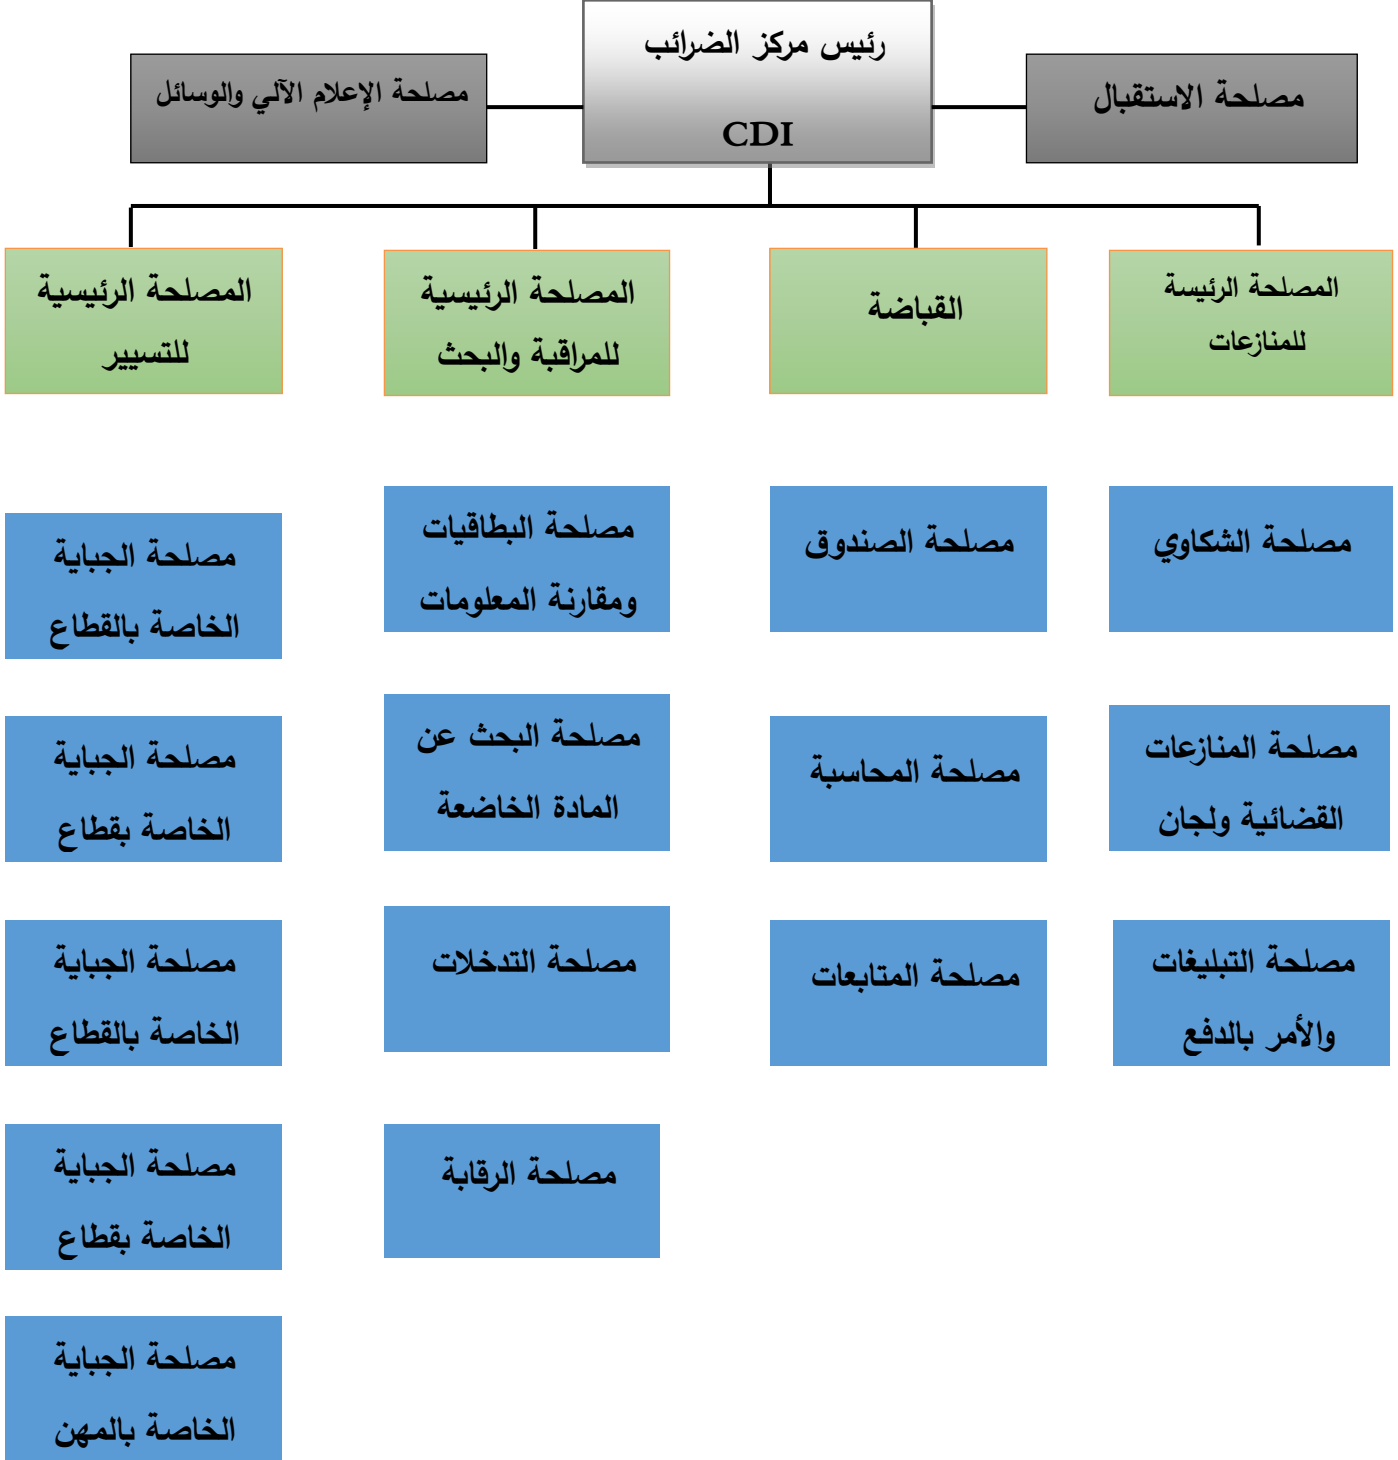 رئيس مركز الضرائب
CDI
مصلحة الاستقبال
مصلحة الإعلام الآلي والوسائل
المصلحة الرئيسة
للمنازعات
القباضة
المصلحة الرئيسية
للمراقبة والبحث
المصلحة الرئيسية
للتسيير
مصلحة الشكاوي
مصلحة المنازعات
القضائية ولجان
مصلحة التبليغات
والأمر بالدفع
مصلحة الصندوق
مصلحة المحاسبة
مصلحة المتابعات
مصلحة البطاقيات
ومقارنة المعلومات
مصلحة البحث عن
المادة الخاضعة
مصلحة التدخلات
مصلحة الرقابة
مصلحة الجباية
الخاصة بالقطاع
مصلحة الجباية
الخاصة بقطاع
مصلحة الجباية
الخاصة بالقطاع
مصلحة الجباية
الخاصة بقطاع
مصلحة الجباية
الخاصة بالمهن